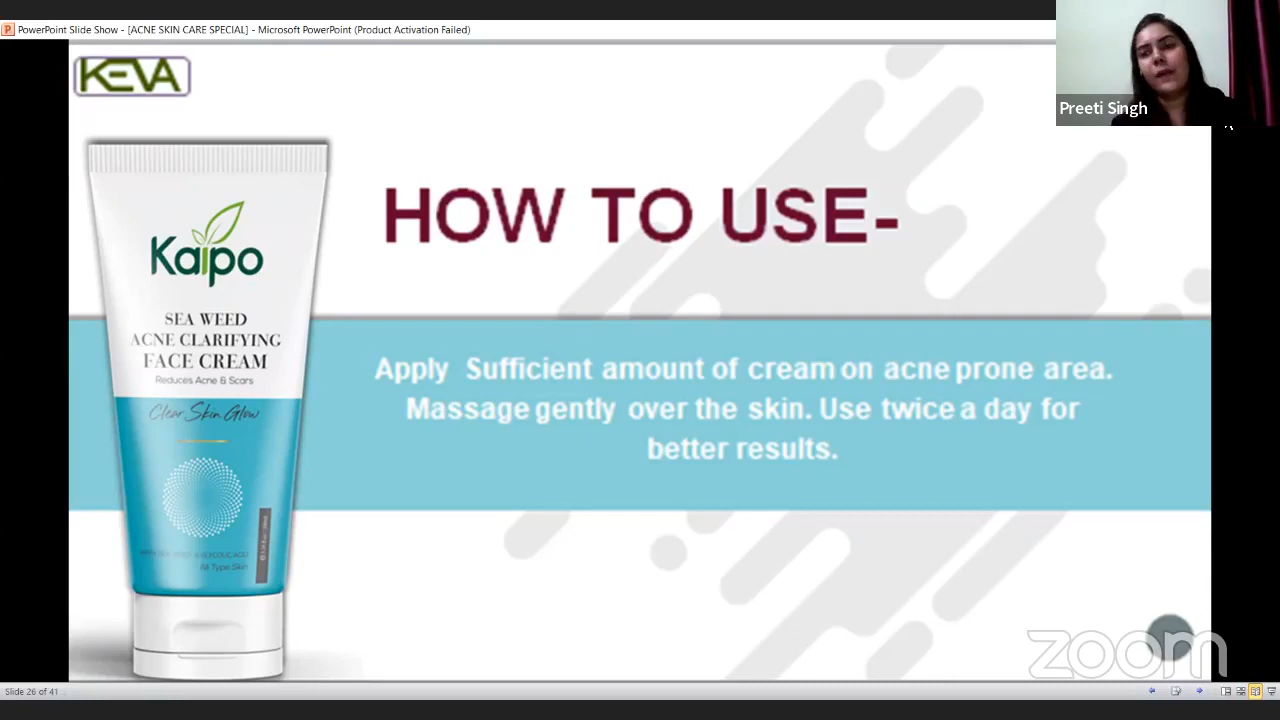 PowerPoint Slide Show - [ACNE SKIN CARE SPECIAL] - Microsoft PowerPoint (Product Activation Failed)
KEVA
Preeti Singh
HOW TO USE-
Kaipo
SEA WEED
ACNE CLARIFYING
FACE CREAM
Reduces Acne & Scars
Clear Skin Glow
All Type Skin
Apply Sufficient amount of cream on acne prone area.
Massage gently over the skin. Use twice a day for
better results.
zoom
Slide 26 of 41